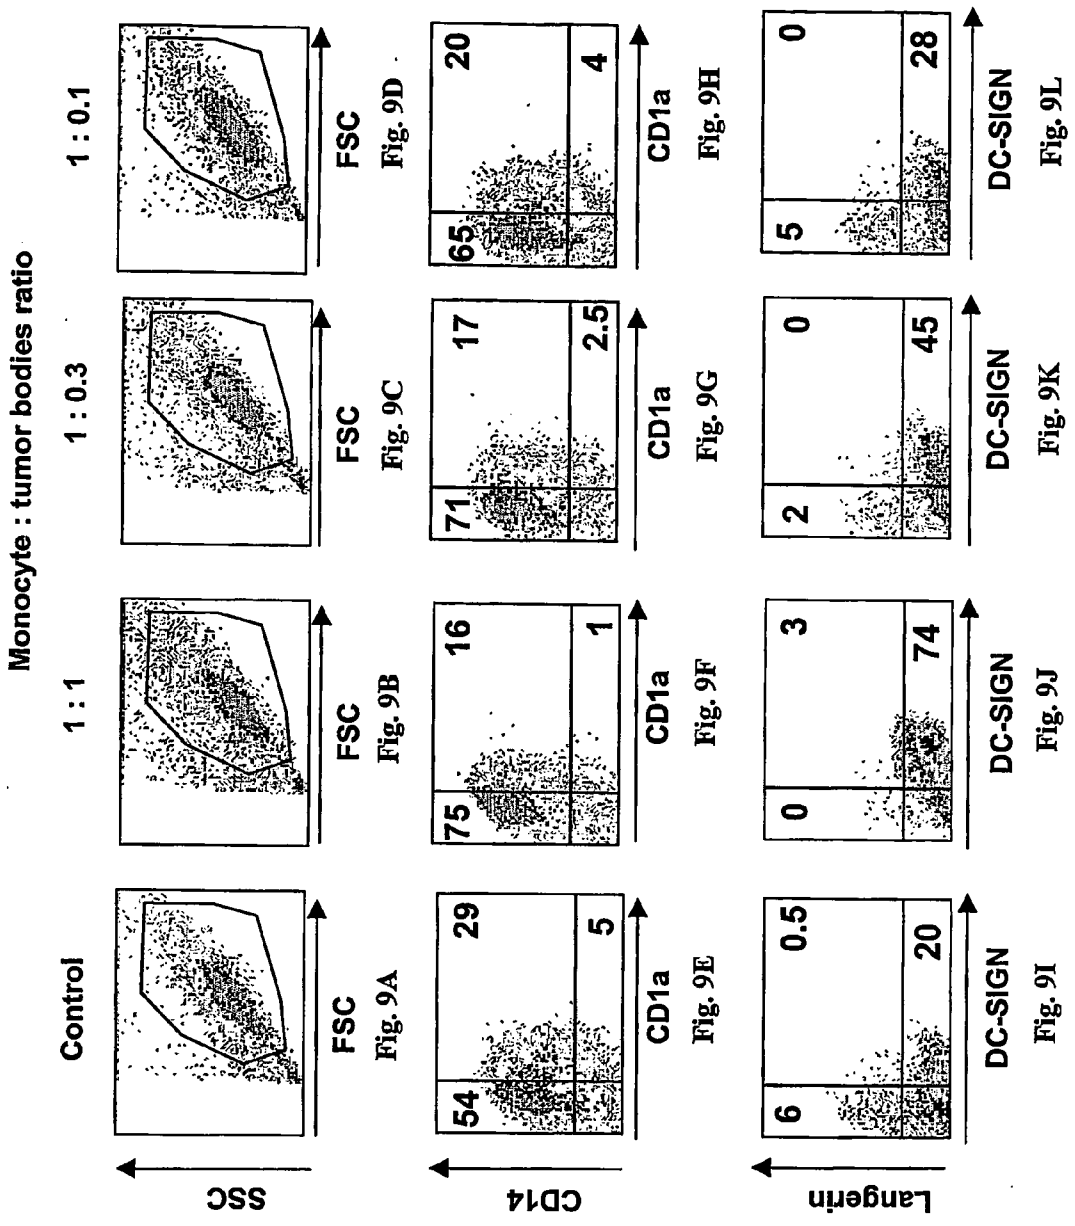 Monocyte : tumor bodies ratio
Control
1 : 1
1 : 0.3
1 : 0.1
SSC
FSC
FSC
FSC
FSC
Fig. 9A
Fig. 9B
Fig. 9C
Fig. 9D
CD14
54
29
5
75
16
1
71
17
2.5
65
20
4
CD1a
CD1a
CD1a
CD1a
Fig. 9E
Fig. 9F
Fig. 9G
Fig. 9H
Langerin
6
0.5
20
0
3
74
2
0
45
5
0
28
DC-SIGN
DC-SIGN
DC-SIGN
DC-SIGN
Fig. 9I
Fig. 9J
Fig. 9K
Fig. 9L